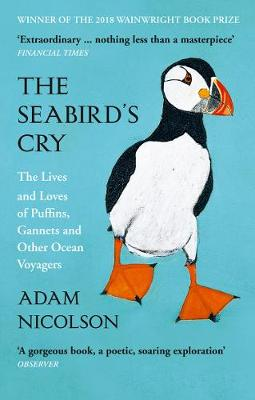 WINNER OF THE 2018 WAINWRIGHT BOOK PRIZE
‘Extraordinary ... nothing less than a masterpiece’
FINANCIAL TIMES
THE
SEABIRD’S
CRY
The Lives
and Loves
of Puffins,
Gannets and
Other Ocean
Voyagers
ADAM
NICOLSON
‘A gorgeous book, a poetic, soaring exploration’
OBSERVER